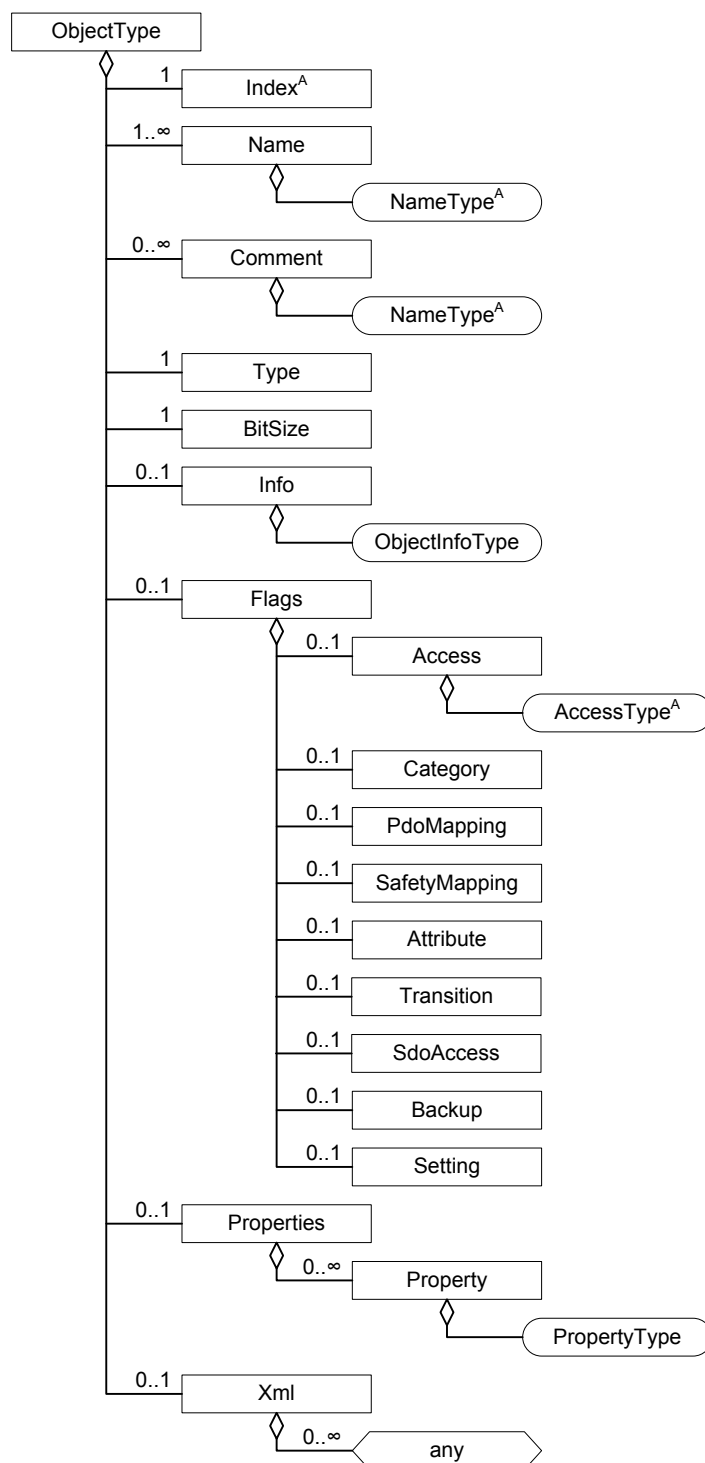 ObjectType
1
Index^A
1..∞
Name
NameType^A
0..∞
Comment
NameType^A
1
Type
1
BitSize
0..1
Info
ObjectInfoType
0..1
Flags
0..1
Access
AccessType^A
0..1
Category
0..1
PdoMapping
0..1
SafetyMapping
0..1
Attribute
0..1
Transition
0..1
SdoAccess
0..1
Backup
0..1
Setting
0..1
Properties
0..∞
Property
PropertyType
0..1
Xml
0..∞
any